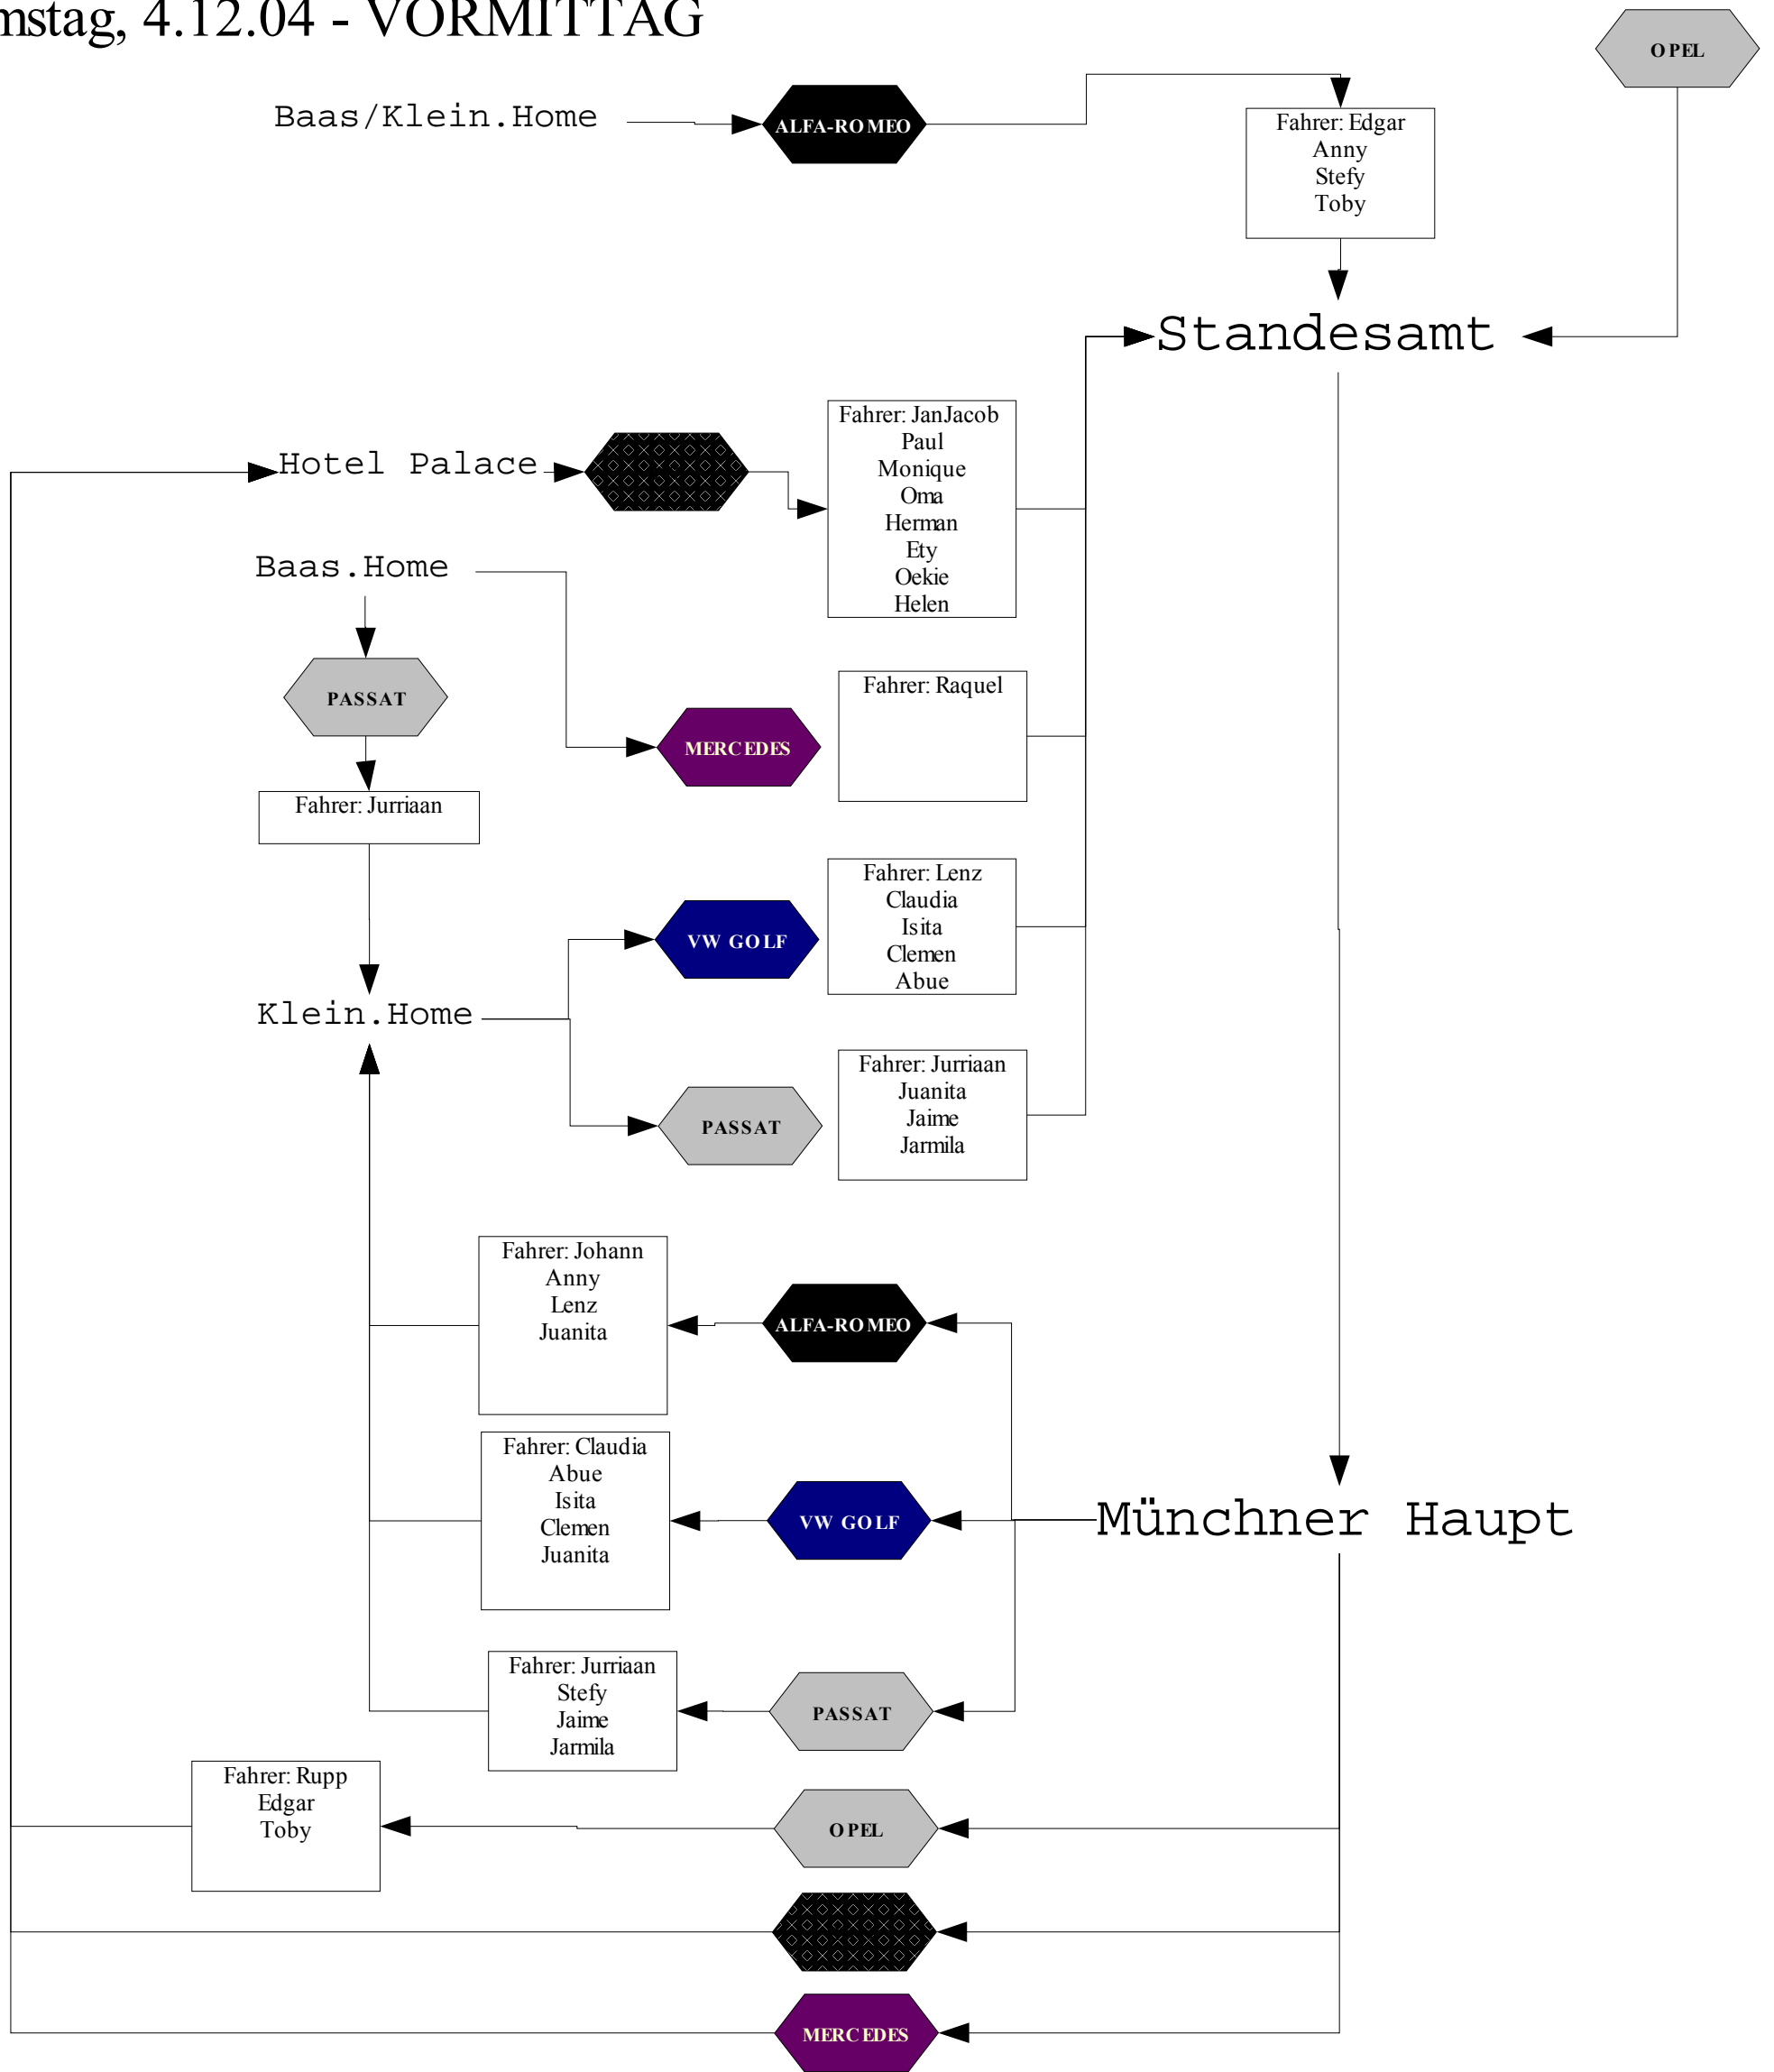 mstag, 4.12.04 - VORMITTAG
OPEL
Baas/Klein.Home
ALFA-ROMEO
Fahrer: Edgar
Anny
Stefy
Toby
Standesamt
Hotel Palace
Fahrer: JanJacob
Paul
Monique
Oma
Herman
Ety
Oekie
Helen
Baas.Home
PASSAT
Fahrer: Jurriaan
MERCEDES
Fahrer: Raquel
VW GOLF
Fahrer: Lenz
Claudia
Isita
Clemen
Abue
Klein.Home
PASSAT
Fahrer: Jurriaan
Juanita
Jaime
Jarmila
Fahrer: Johann
Anny
Lenz
Juanita
ALFA-ROMEO
Fahrer: Claudia
Abue
Isita
Clemen
Juanita
VW GOLF
Münchner Haupt
Fahrer: Jurriaan
Stefy
Jaime
Jarmila
PASSAT
Fahrer: Rupp
Edgar
Toby
OPEL
MERCEDES